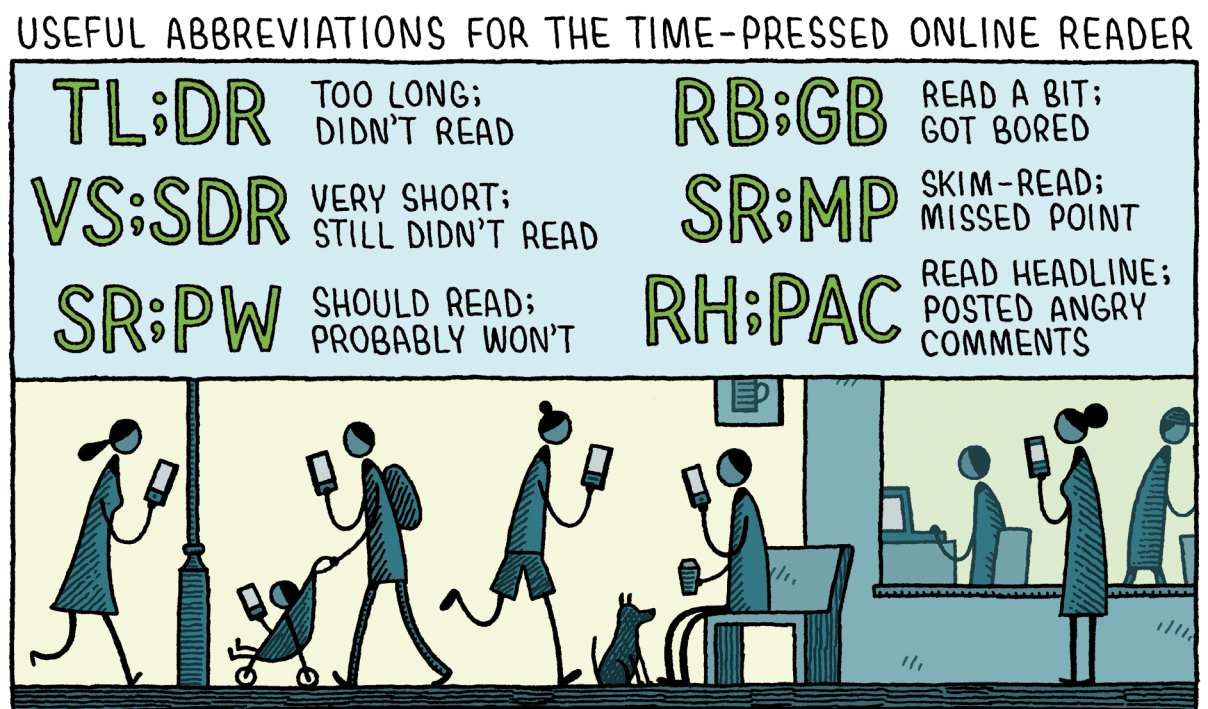 USEFUL ABBREVIATIONS FOR THE TIME-PRESSED ONLINE READER
TL;DR
TOO LONG;
DIDN'T READ
VS;SDR
VERY SHORT;
STILL DIDN'T READ
SR;PW
SHOULD READ;
PROBABLY WON'T
RB;GB
READ A BIT;
GOT BORED
SR;MP
SKIM-READ;
MISSED POINT
RH;PAC
READ HEADLINE;
POSTED ANGRY
COMMENTS